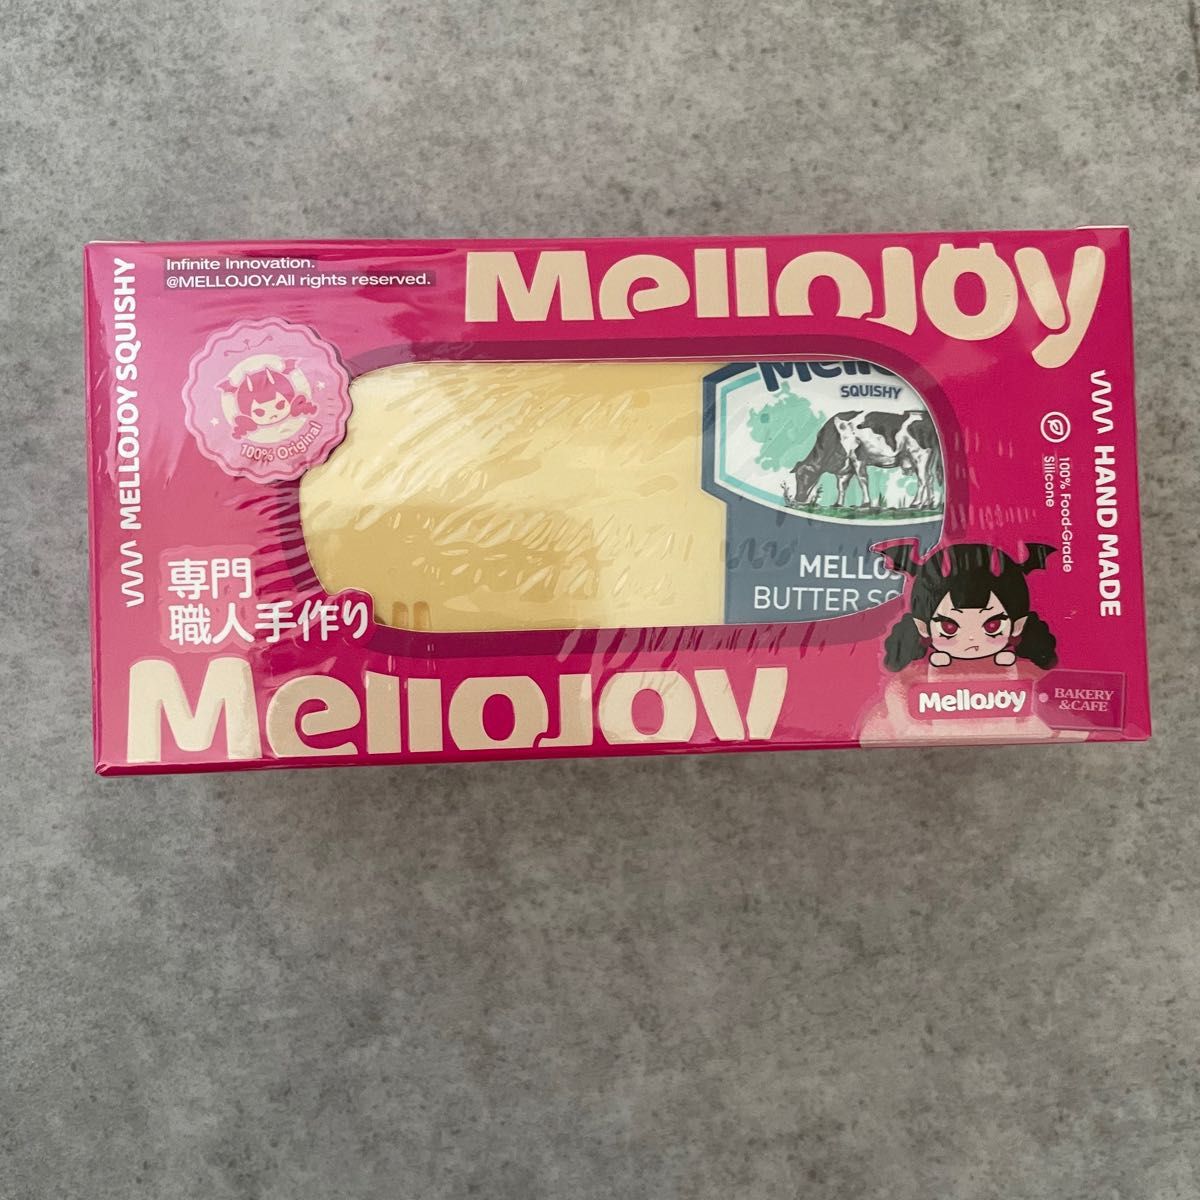 Infinite Innovation.
@MELLOJOY.All rights reserved.
MelloJoy
MELLOJOY SQUISHY
100% Original
SQUISHY
BUTTER
HAND MADE
100% Food-Grade
Silicone
専門
職人手作り
MelloJoy
MelloJoy
BAKERY
&CAFE